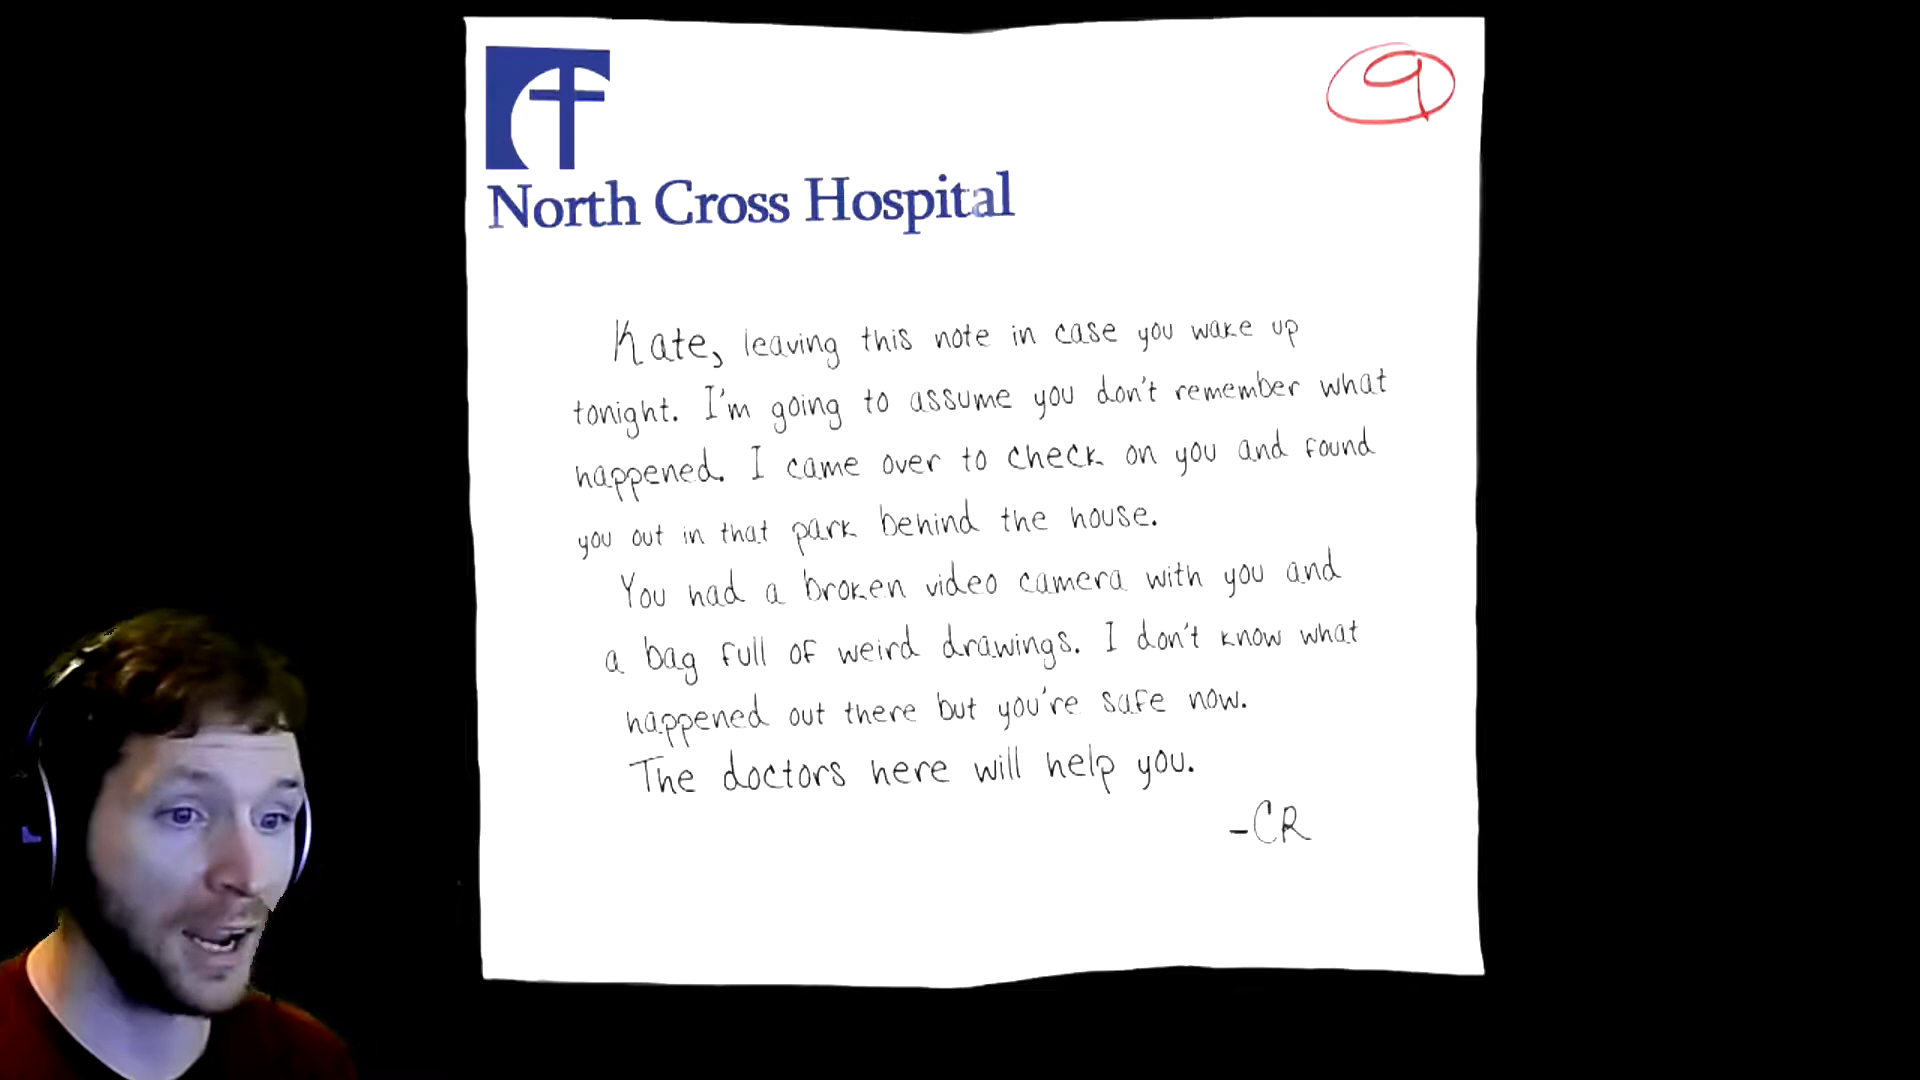 9
North Cross Hospital
Kate, leaving this note in case you wake up
tonight. I'm going to assume you don't remember what
happened. I came over to check on you and found
you out in that park behind the house.
You had a broken video camera with you and
a bag full of weird drawings. I don't know what
happened out there but you're safe now.
The doctors here will help you.
-CR